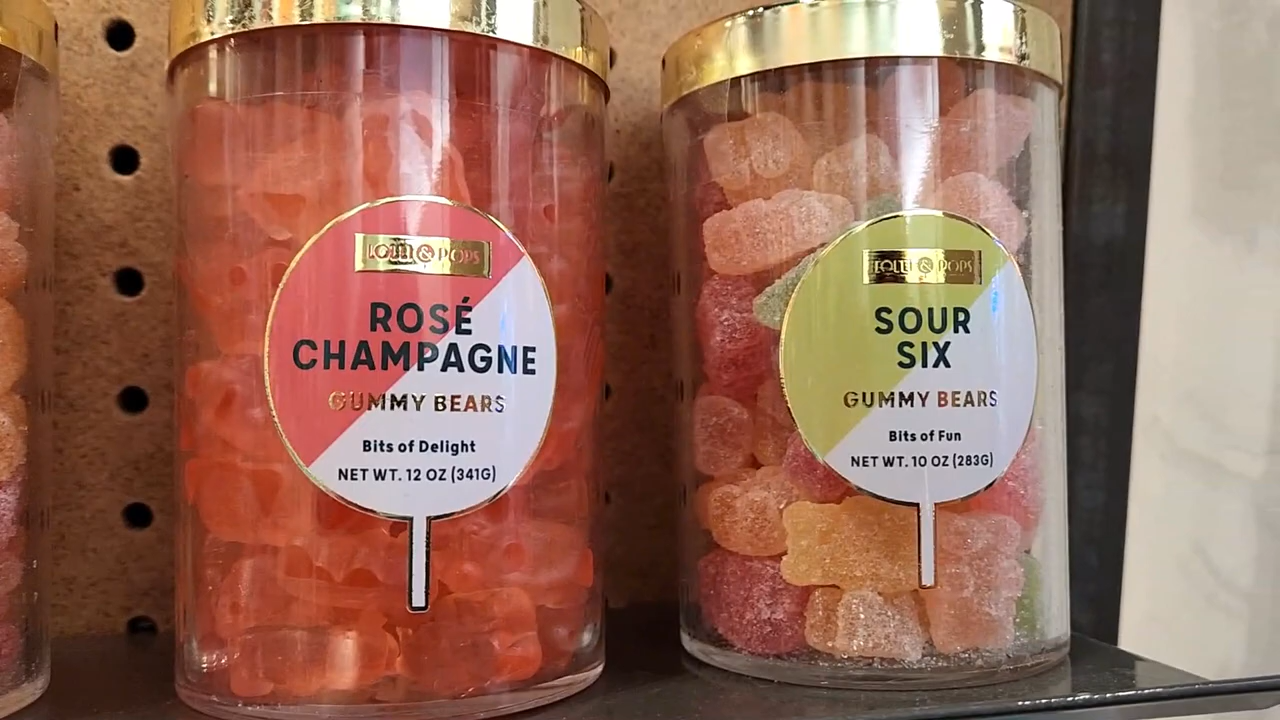 LOLLI & POPS
ROSÉ
CHAMPAGNE
GUMMY BEARS
Bits of Delight
NET WT. 12 OZ (341G)
LOLLI & POPS
SOUR
SIX
GUMMY BEARS
Bits of Fun
NET WT. 10 OZ (283G)